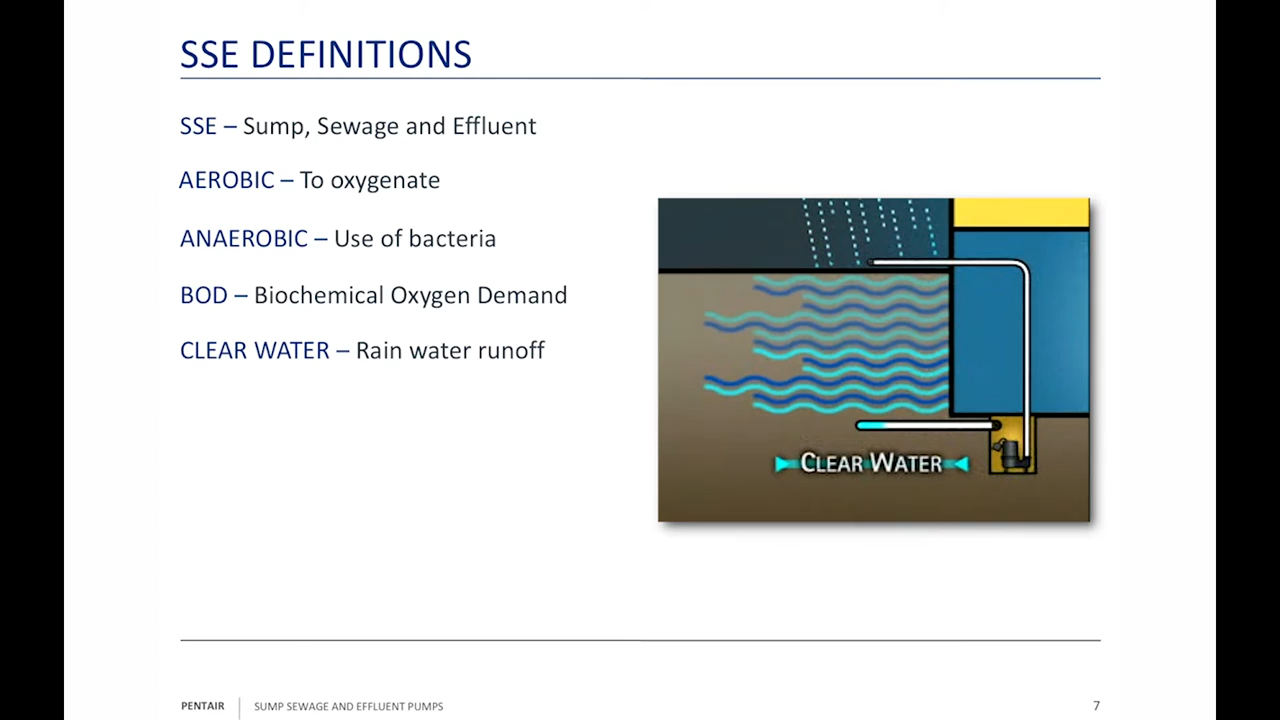 SSE DEFINITIONS
SSE – Sump, Sewage and Effluent
AEROBIC – To oxygenate
ANAEROBIC – Use of bacteria
BOD – Biochemical Oxygen Demand
CLEAR WATER – Rain water runoff
CLEAR WATER
PENTAIR
SUMP SEWAGE AND EFFLUENT PUMPS
7